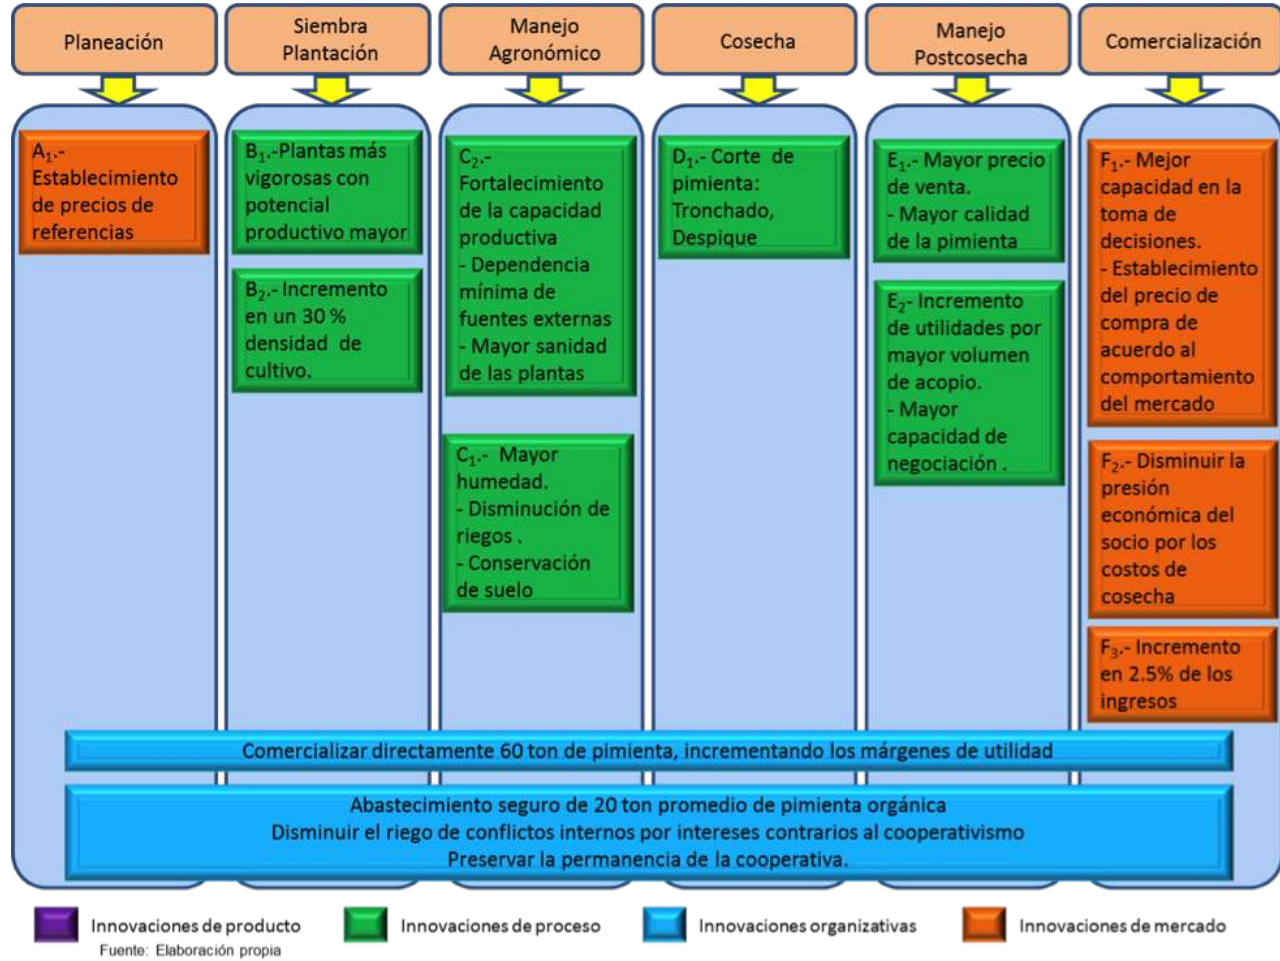 Planeación
Siembra
Plantación
Manejo
Agronómico
Cosecha
Manejo
Postcosecha
Comercialización
A₁.-
Establecimiento
de precios de
referencias
B₁.-Plantas más
vigorosas con
potencial
productivo mayor
B₂.- Incremento
en un 30 %
densidad de
cultivo.
C₂.-
Fortalecimiento
de la capacidad
productiva
- Dependencia
mínima de
fuentes externas
- Mayor sanidad
de las plantas
C₁.- Mayor
humedad.
- Disminución de
riegos .
- Conservación
de suelo
D₁.- Corte de
pimienta:
Tronchado,
Despique
E₁.- Mayor precio
de venta.
- Mayor calidad
de la pimienta
E₂- Incremento
de utilidades por
mayor volumen
de acopio.
- Mayor
capacidad de
negociación .
F₁.- Mejor
capacidad en la
toma de
decisiones.
- Establecimiento
del precio de
compra de
acuerdo al
comportamiento
del mercado
F₂.- Disminuir la
presión
económica del
socio por los
costos de
cosecha
F₃.- Incremento
en 2.5% de los
ingresos
Comercializar directamente 60 ton de pimienta, incrementando los márgenes de utilidad
Abastecimiento seguro de 20 ton promedio de pimienta orgánica
Disminuir el riego de conflictos internos por intereses contrarios al cooperativismo
Preservar la permanencia de la cooperativa.
Innovaciones de producto
Innovaciones de proceso
Innovaciones organizativas
Innovaciones de mercado
Fuente: Elaboración propia